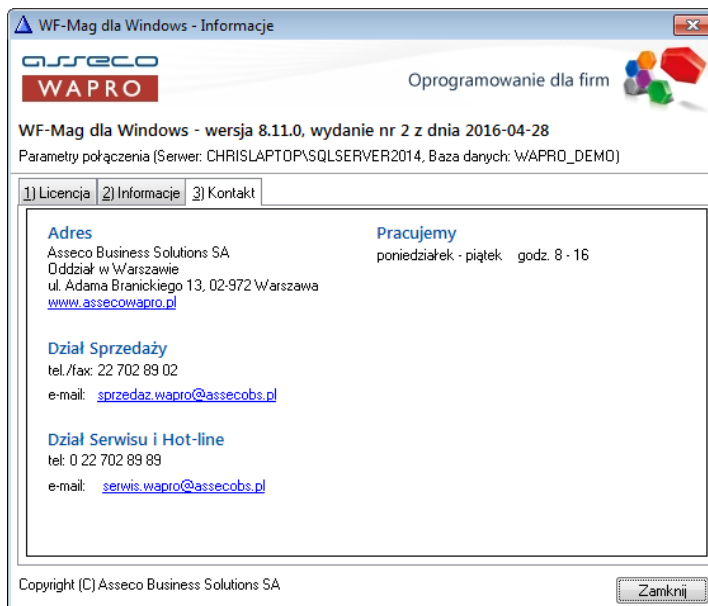 WF-Mag dla Windows - Informacje
asseco
WAPRO
Oprogramowanie dla firm
WF-Mag dla Windows - wersja 8.11.0, wydanie nr 2 z dnia 2016-04-28
Parametry połączenia (Serwer: CHRISLAPTOP\SQLSERVER2014, Baza danych: WAPRO_DEMO)
1) Licencja 2) Informacje 3) Kontakt
Adres
Asseco Business Solutions SA
Oddział w Warszawie
ul. Adama Branickiego 13, 02-972 Warszawa
www.assecowapro.pl
Pracujemy
poniedziałek - piątek godz. 8 - 16
Dział Sprzedaży
tel./fax: 22 702 89 02
e-mail: sprzedaz.wapro@assecobs.pl
Dział Serwisu i Hot-line
tel: 0 22 702 89 89
e-mail: serwis.wapro@assecobs.pl
Copyright (C) Asseco Business Solutions SA
Zamknij